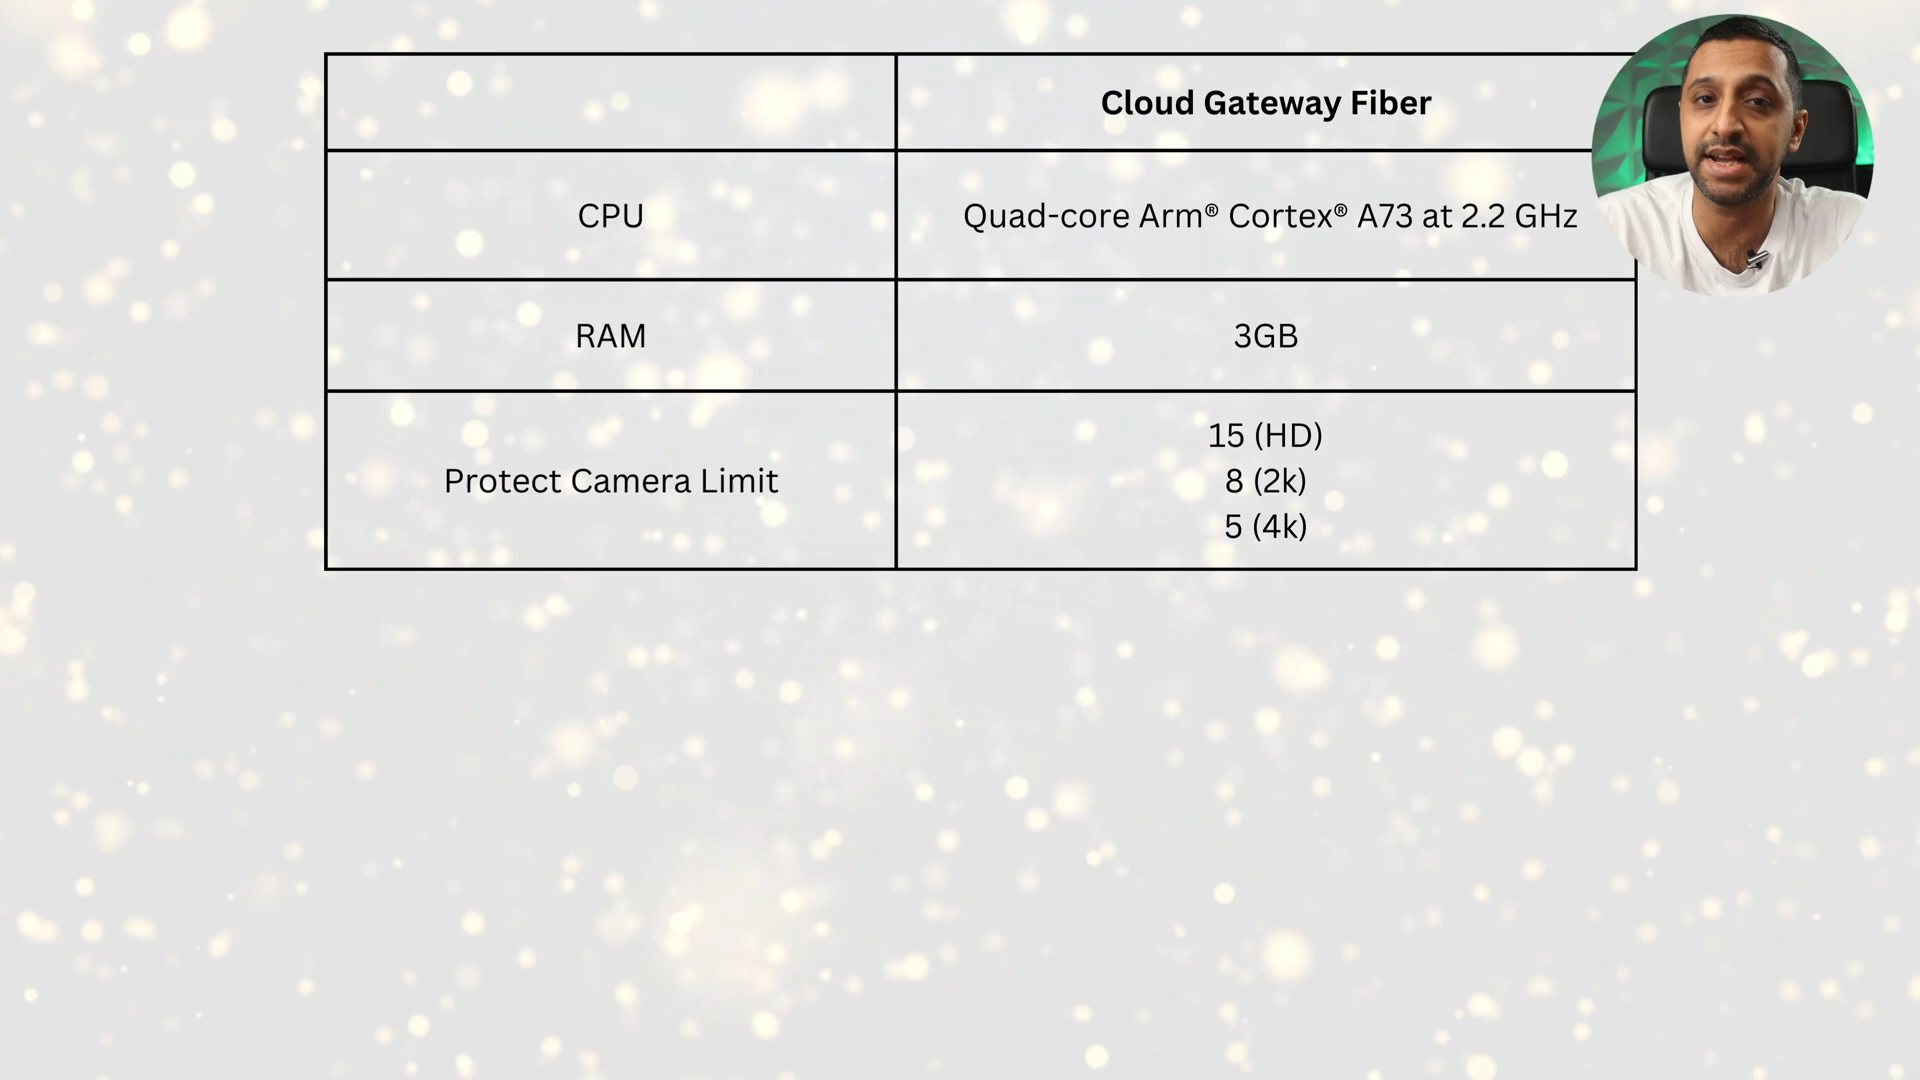 Cloud Gateway Fiber
CPU
Quad-core Arm® Cortex® A73 at 2.2 GHz
RAM
3GB
Protect Camera Limit
15 (HD)
8 (2k)
5 (4k)